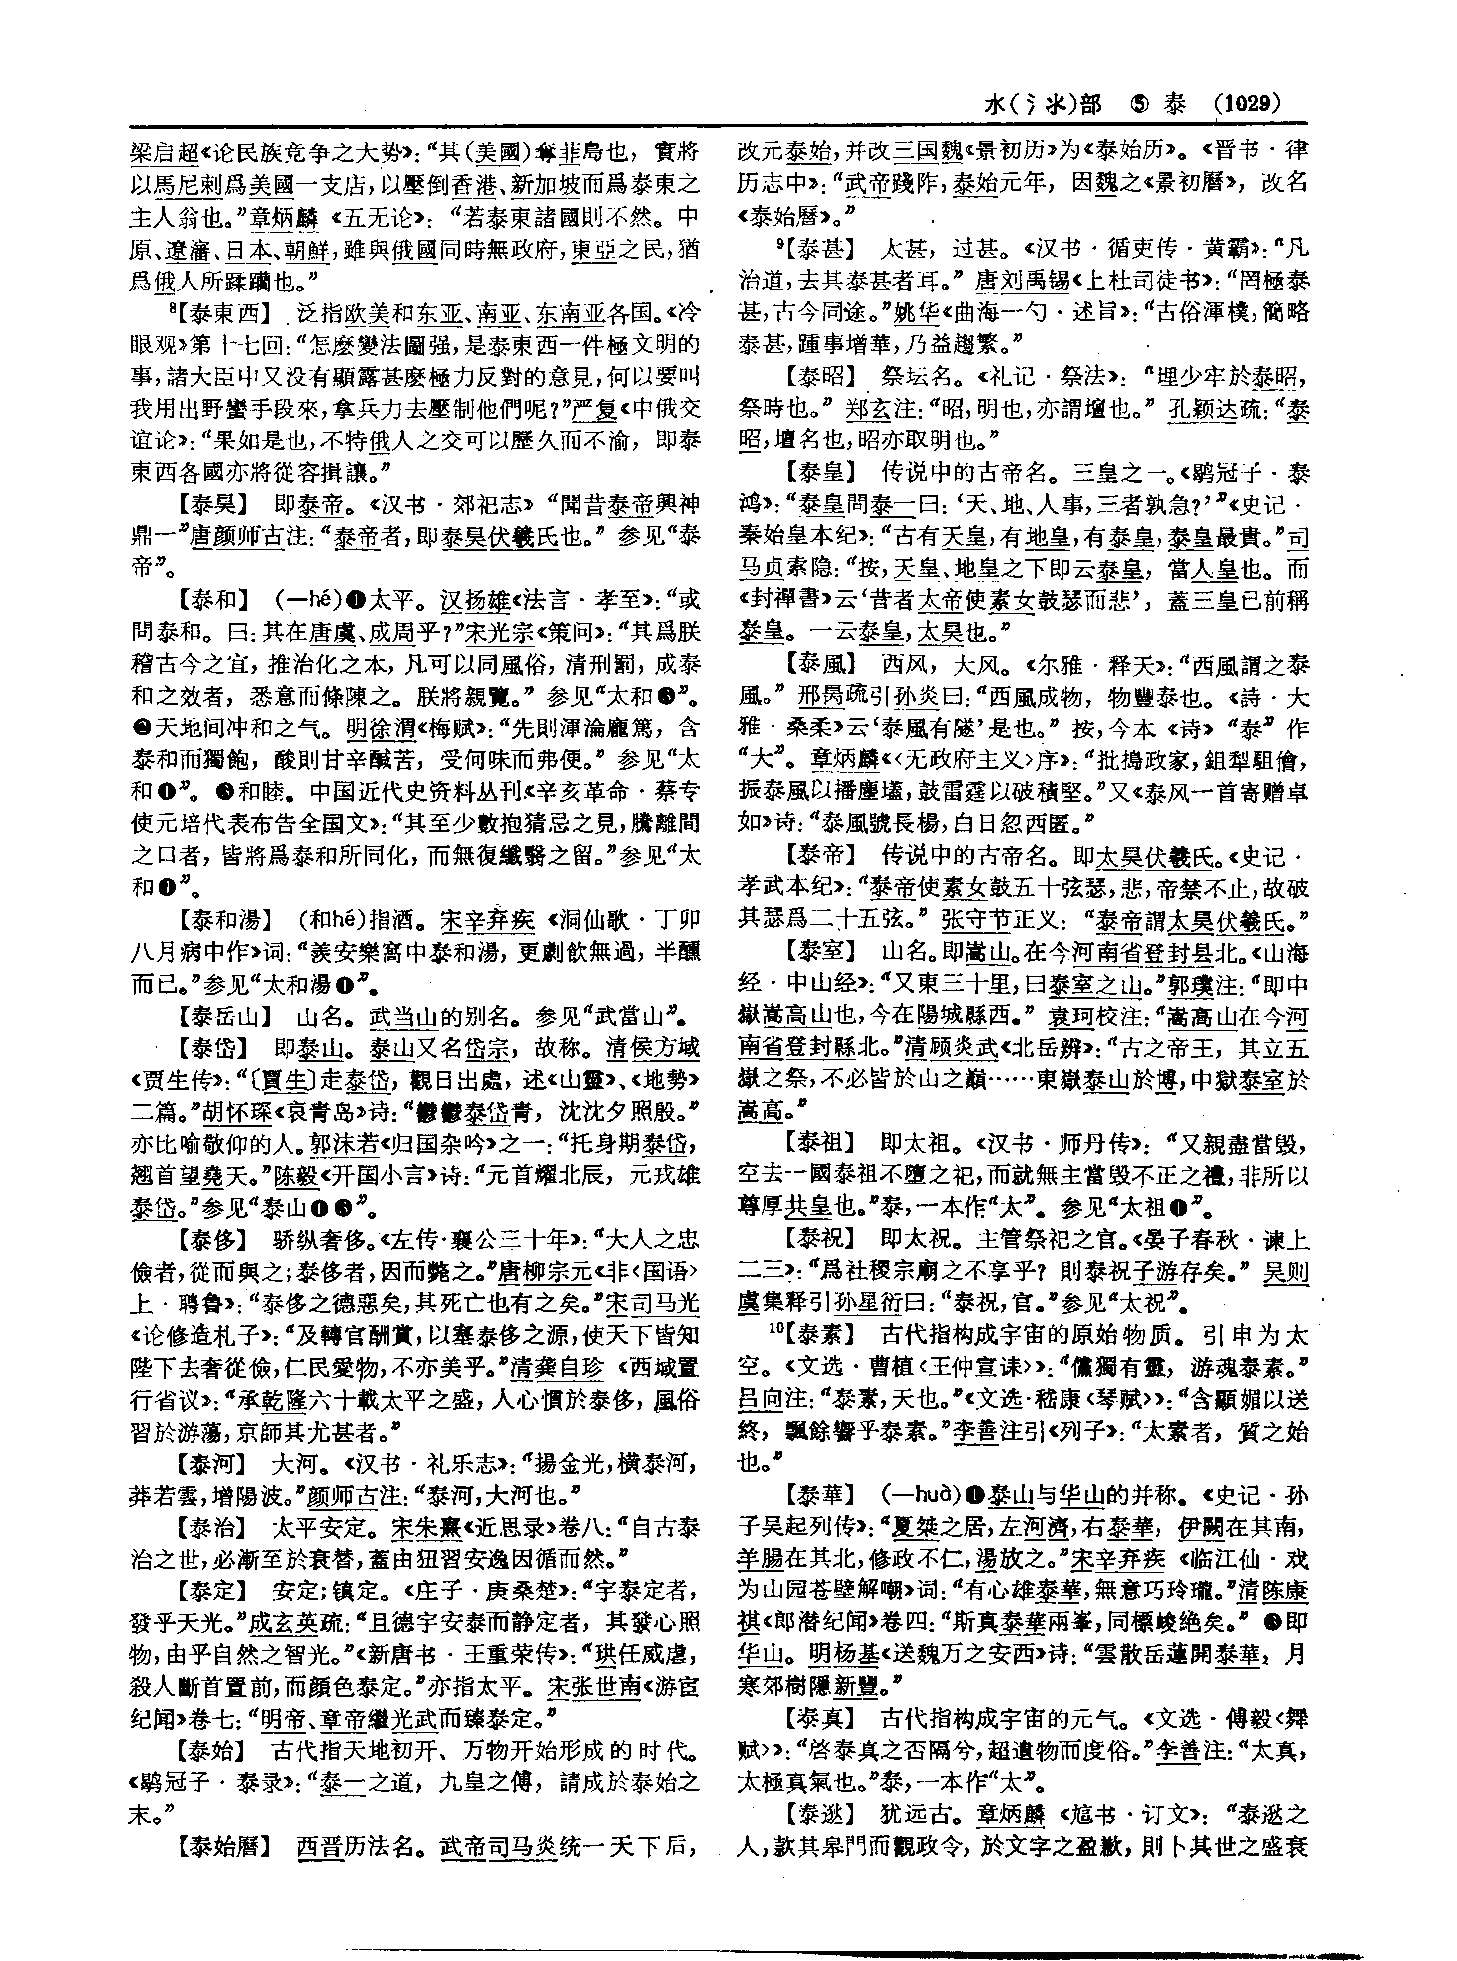 水(氵氺)部 ⑤ 泰 (1029)
梁启超《论民族竞争之大势》：“其(美國)奪菲島也，實將
以馬尼剌爲美國一支店，以壓倒香港、新加坡而爲泰東之
主人翁也。”章炳麟《五无论》：“若泰東諸國則不然。中
原、遼瀋、日本、朝鮮，雖與俄國同時無政府，東亞之民，猶
爲俄人所蹂躪也。”
⁸【泰東西】 泛指欧美和东亚、南亚、东南亚各国。《冷
眼观》第十七回：“怎麽變法圖强，是泰東西一件極文明的
事，諸大臣中又没有顯露甚麽極力反對的意見，何以要叫
我用出野蠻手段來，拿兵力去壓制他們呢？”严复《中俄交
谊论》：“果如是也，不特俄人之交可以歷久而不渝，即泰
東西各國亦將從容揖讓。”
【泰昊】 即泰帝。《汉书·郊祀志》“聞昔泰帝興神
鼎一”唐颜师古注：“泰帝者，即泰昊伏羲氏也。”参见“泰
帝”。
【泰和】 (—hé)❶太平。汉扬雄《法言·孝至》：“或
問泰和。曰：其在唐虞、成周乎？”宋光宗《策问》：“其爲朕
稽古今之宜，推治化之本，凡可以同風俗，清刑罰，成泰
和之效者，悉意而條陳之。朕將親覽。”参见“太和❸”。
❷天地间冲和之气。明徐渭《梅赋》：“先則渾淪龐篤，含
泰和而獨飽，酸則甘辛鹹苦，受何味而弗便。”参见“太
和❶”。❸和睦。中国近代史资料丛刊《辛亥革命·蔡专
使元培代表布告全国文》：“其至少數抱猜忌之見，騰離間
之口者，皆將爲泰和所同化，而無復纖翳之留。”参见“太
和❶”。
【泰和湯】 (和hé)指酒。宋辛弃疾《洞仙歌·丁卯
八月病中作》词：“羨安樂窩中泰和湯，更劇飲無過，半醺
而已。”参见“太和湯❶”。
【泰岳山】 山名。武当山的别名。参见“武當山”。
【泰岱】 即泰山。泰山又名岱宗，故称。清侯方域
《贾生传》：“〔賈生〕走泰岱，觀日出處，述《山靈》、《地勢》
二篇。”胡怀琛《哀青岛》诗：“鬱鬱泰岱青，沈沈夕照殷。”
亦比喻敬仰的人。郭沫若《归国杂吟》之一：“托身期泰岱，
翹首望堯天。”陈毅《开国小言》诗：“元首耀北辰，元戎雄
泰岱。”参见“泰山❶❸”。
【泰侈】 骄纵奢侈。《左传·襄公三十年》：“大人之忠
儉者，從而與之；泰侈者，因而斃之。”唐柳宗元《非〈国语〉
上·聘鲁》：“泰侈之德惡矣，其死亡也有之矣。”宋司马光
《论修造札子》：“及轉官酬賞，以塞泰侈之源，使天下皆知
陛下去奢從儉，仁民愛物，不亦美乎。”清龚自珍《西域置
行省议》：“承乾隆六十載太平之盛，人心慣於泰侈，風俗
習於游蕩，京師其尤甚者。”
【泰河】 大河。《汉书·礼乐志》：“揚金光，横泰河，
莽若雲，增陽波。”颜师古注：“泰河，大河也。”
【泰治】 太平安定。宋朱熹《近思录》卷八：“自古泰
治之世，必漸至於衰替，蓋由狃習安逸因循而然。”
【泰定】 安定；镇定。《庄子·庚桑楚》：“宇泰定者，
發乎天光。”成玄英疏：“且德宇安泰而静定者，其發心照
物，由乎自然之智光。”《新唐书·王重荣传》：“珙任威虐，
殺人斷首置前，而顔色泰定。”亦指太平。宋张世南《游宦
纪闻》卷七：“明帝、章帝繼光武而臻泰定。”
【泰始】 古代指天地初开、万物开始形成的时代。
《鹖冠子·泰录》：“泰一之道，九皇之傅，請成於泰始之
末。”
【泰始曆】 西晋历法名。武帝司马炎统一天下后，
改元泰始，并改三国魏《景初历》为《泰始历》。《晋书·律
历志中》：“武帝踐阼，泰始元年，因魏之《景初曆》，改名
《泰始曆》。”
⁹【泰甚】 太甚，过甚。《汉书·循吏传·黄霸》：“凡
治道，去其泰甚者耳。”唐刘禹锡《上杜司徒书》：“罔極泰
甚，古今同途。”姚华《曲海一勺·述旨》：“古俗渾樸，簡略
泰甚，踵事增華，乃益趨繁。”
【泰昭】 祭坛名。《礼记·祭法》：“埋少牢於泰昭，
祭時也。”郑玄注：“昭，明也，亦謂壇也。”孔颖达疏：“泰
昭，壇名也，昭亦取明也。”
【泰皇】 传说中的古帝名。三皇之一。《鹖冠子·泰
鸿》：“泰皇問泰一曰：‘天、地、人事，三者孰急？’”《史记·
秦始皇本纪》：“古有天皇，有地皇，有泰皇，泰皇最貴。”司
马贞索隐：“按，天皇、地皇之下即云泰皇，當人皇也。而
《封禪書》云‘昔者太帝使素女鼓瑟而悲’，蓋三皇已前稱
泰皇。一云泰皇，太昊也。”
【泰風】 西风，大风。《尔雅·释天》：“西風謂之泰
風。”邢昺疏引孙炎曰：“西風成物，物豐泰也。《詩·大
雅·桑柔》云‘泰風有隧’是也。”按，今本《诗》“泰”作
“大”。章炳麟《〈无政府主义〉序》：“批搗政家，鉏犁駔儈，
振泰風以播塵壒，鼓雷霆以破積堅。”又《泰风一首寄赠卓
如》诗：“泰風號長楊，白日忽西匿。”
【泰帝】 传说中的古帝名。即太昊伏羲氏。《史记·
孝武本纪》：“泰帝使素女鼓五十弦瑟，悲，帝禁不止，故破
其瑟爲二十五弦。”张守节正义：“泰帝謂太昊伏羲氏。”
【泰室】 山名。即嵩山。在今河南省登封县北。《山海
经·中山经》：“又東三十里，曰泰室之山。”郭璞注：“即中
嶽嵩高山也，今在陽城縣西。”袁珂校注：“嵩高山在今河
南省登封縣北。”清顾炎武《北岳辨》：“古之帝王，其立五
嶽之祭，不必皆於山之巔……東嶽泰山於博，中嶽泰室於
嵩高。”
【泰祖】 即太祖。《汉书·师丹传》：“又親盡當毁，
空去一國泰祖不墮之祀，而就無主當毁不正之禮，非所以
尊厚共皇也。”泰，一本作“太”。参见“太祖❶”。
【泰祝】 即太祝。主管祭祀之官。《晏子春秋·谏上
二三》：“爲社稷宗廟之不享乎？則泰祝子游存矣。”吴则
虞集释引孙星衍曰：“泰祝，官。”参见“太祝”。
¹⁰【泰素】 古代指构成宇宙的原始物质。引申为太
空。《文选·曹植〈王仲宣诔〉》：“儻獨有靈，游魂泰素。”
吕向注：“泰素，天也。”《文选·嵇康〈琴赋〉》：“含顯媚以送
終，飄餘響乎泰素。”李善注引《列子》：“太素者，質之始
也。”
【泰華】 (—huà)❶泰山与华山的并称。《史记·孙
子吴起列传》：“夏桀之居，左河濟，右泰華，伊闕在其南，
羊腸在其北，修政不仁，湯放之。”宋辛弃疾《临江仙·戏
为山园苍壁解嘲》词：“有心雄泰華，無意巧玲瓏。”清陈康
祺《郎潜纪闻》卷四：“斯真泰華兩峯，同標峻绝矣。”❷即
华山。明杨基《送魏万之安西》诗：“雲散岳蓮開泰華，月
寒郊樹隱新豐。”
【泰真】 古代指构成宇宙的元气。《文选·傅毅〈舞
赋〉》：“啓泰真之否隔兮，超遺物而度俗。”李善注：“太真，
太極真氣也。”泰，一本作“太”。
【泰逖】 犹远古。章炳麟《訄书·订文》：“泰逖之
人，款其皋門而觀政令，於文字之盈歉，則卜其世之盛衰